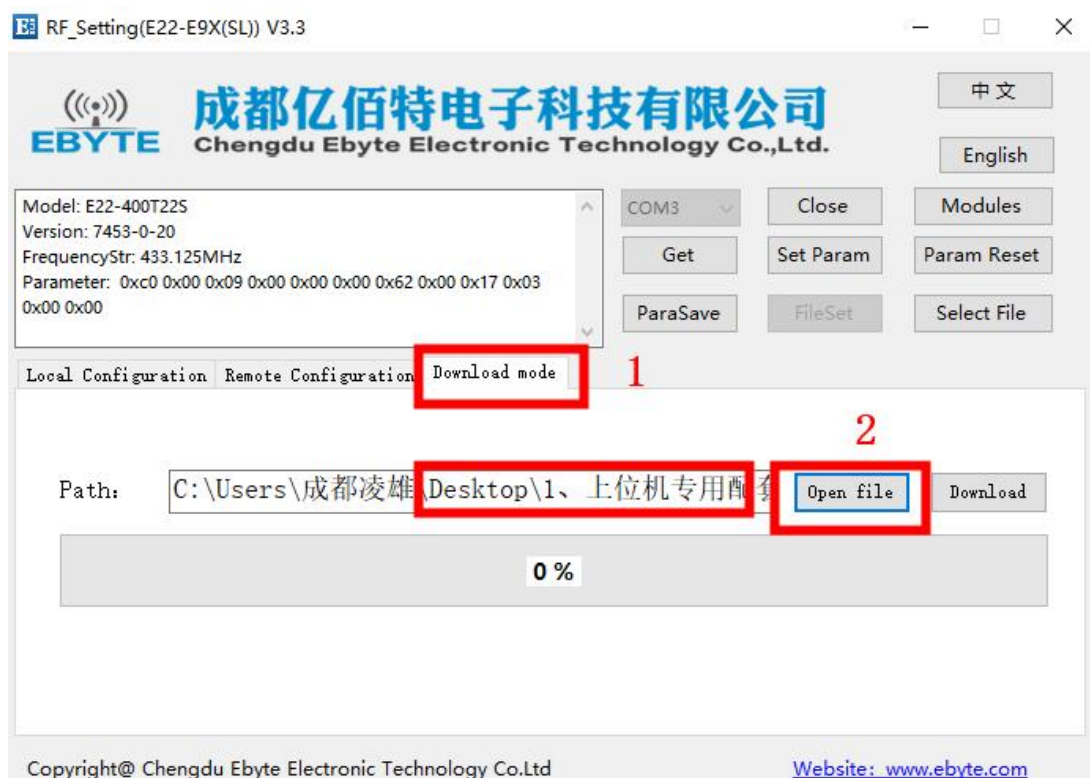 RF_Setting(E22-E9X(SL)) V3.3
中文
EBYTE
成都亿佰特电子科技有限公司
Chengdu Ebyte Electronic Technology Co.,Ltd.
English
Model: E22-400T22S
Version: 7453-0-20
FrequencyStr: 433.125MHz
Parameter: 0xc0 0x00 0x09 0x00 0x00 0x00 0x62 0x00 0x17 0x03
0x00 0x00
COM3 Close Modules
Get Set Param Param Reset
ParaSave FileSet Select File
Local Configuration Remote Configuration Download mode 1
2
Path: C:\Users\成都凌雄\Desktop\1、上位机专用配套 Open file Download
0 %
Copyright@ Chengdu Ebyte Electronic Technology Co.Ltd Website: www.ebyte.com